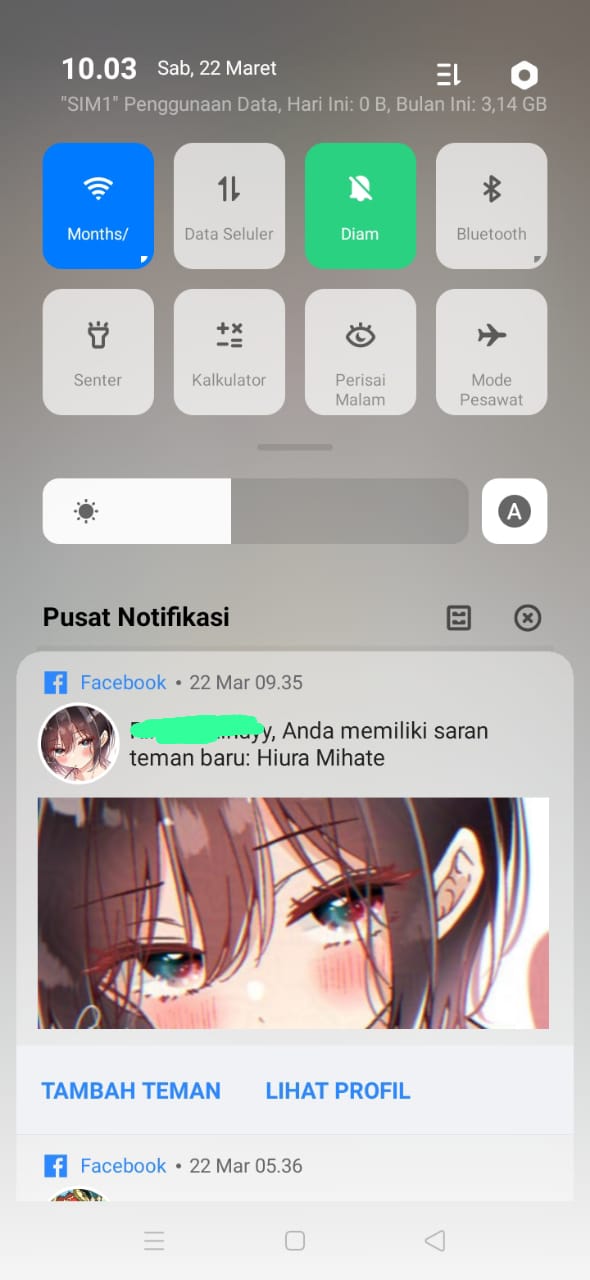 10.03 Sab, 22 Maret
"SIM1" Penggunaan Data, Hari Ini: 0 B, Bulan Ini: 3,14 GB
Months/ Data Seluler Diam Bluetooth
Senter Kalkulator Perisai Malam Mode Pesawat
A
Pusat Notifikasi
Facebook • 22 Mar 09.35
, Anda memiliki saran
teman baru: Hiura Mihate
TAMBAH TEMAN LIHAT PROFIL
Facebook • 22 Mar 05.36